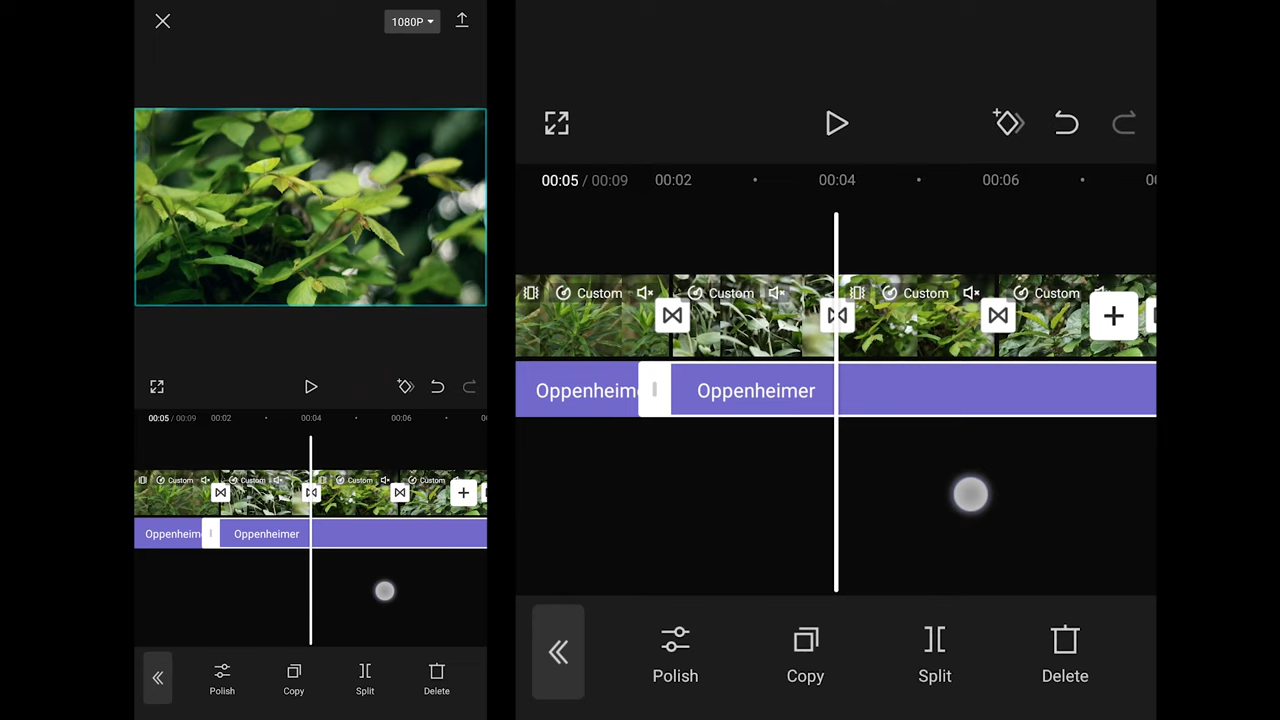 1080P
00:05 / 00:09 00:02 00:04 00:06
Custom Custom Custom Custom
Oppenheim Oppenheimer
Polish Copy Split Delete
00:05 / 00:09 00:02 00:04 00:06 00
Custom Custom Custom Custom
Oppenheim Oppenheimer
Polish Copy Split Delete